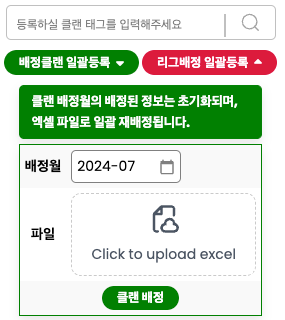 등록하실 클랜 태그를 입력해주세요
배정클랜 일괄등록
리그배정 일괄등록
클랜 배정월의 배정된 정보는 초기화되며,
엑셀 파일로 일괄 재배정됩니다.
배정월
2024-07
파일
Click to upload excel
클랜 배정